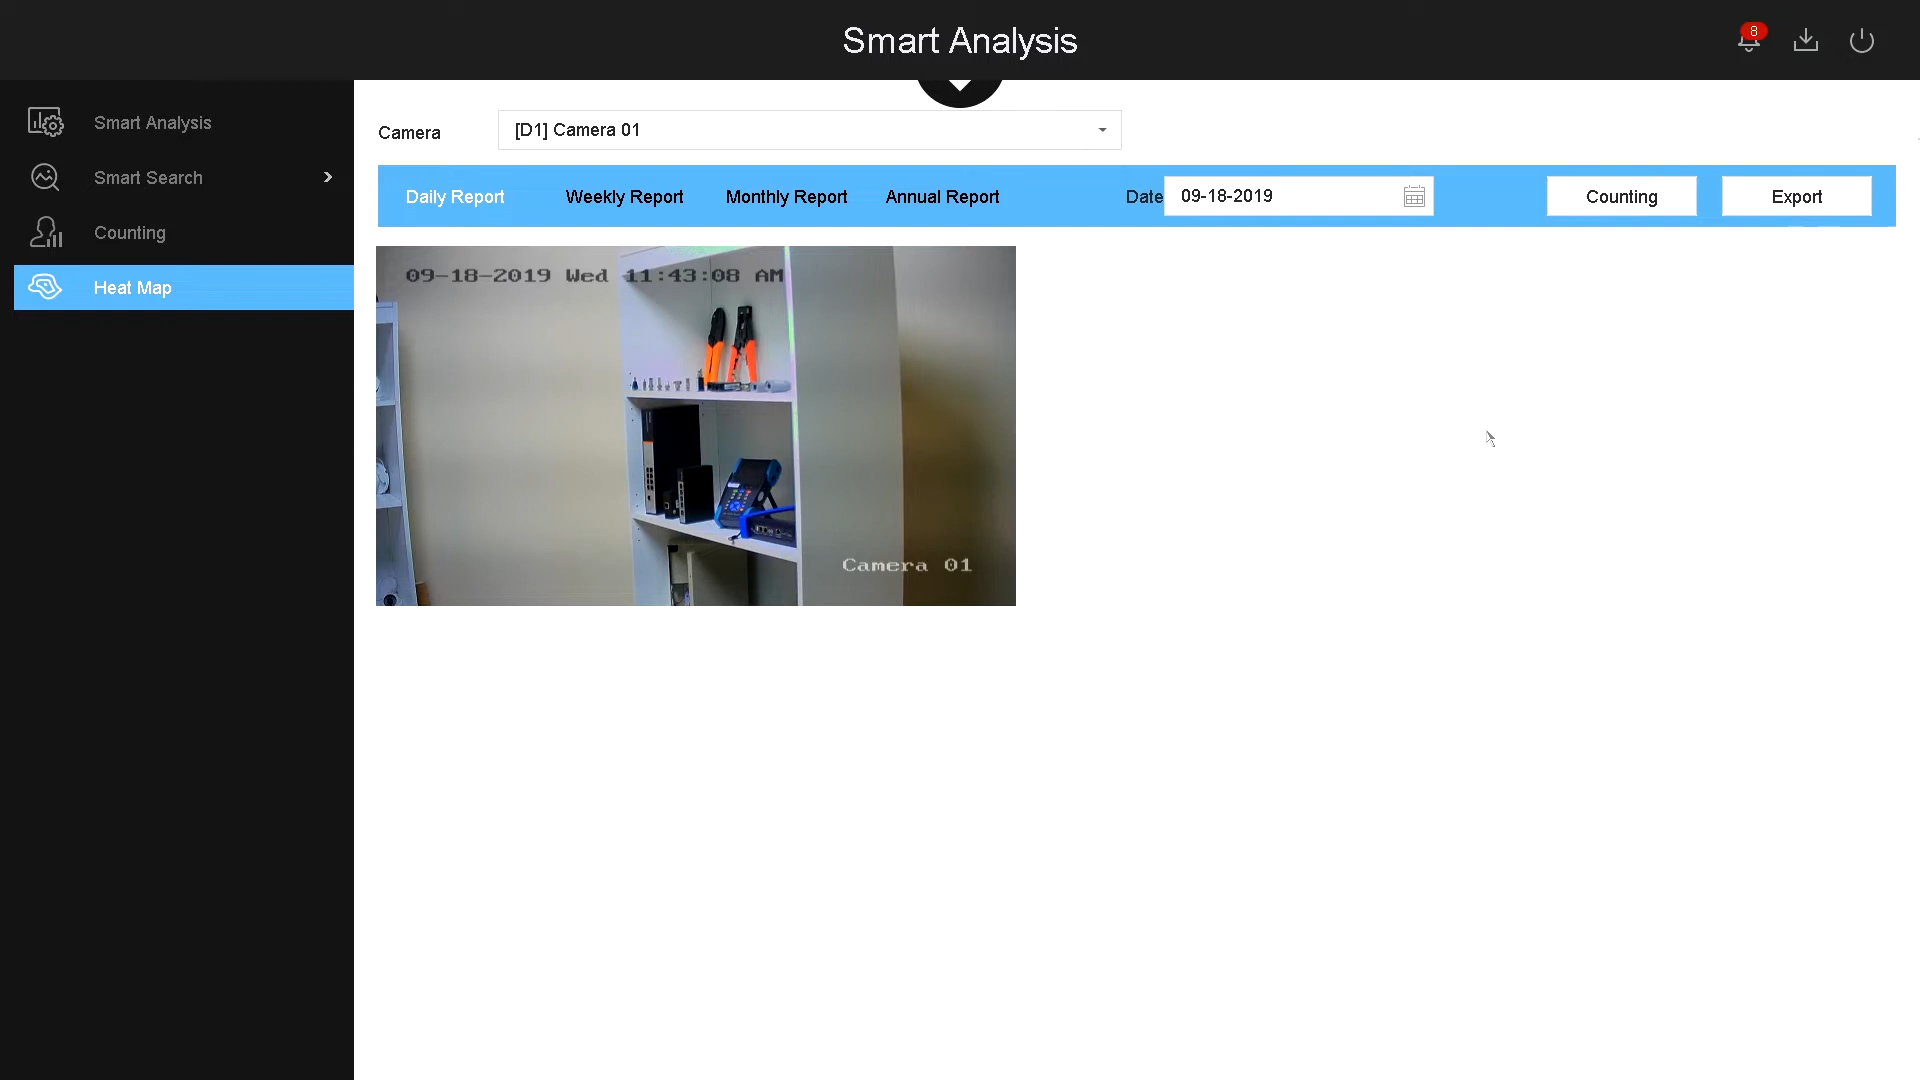 Smart Analysis
8
Smart Analysis
Smart Search
Counting
Heat Map
Camera
[D1] Camera 01
Daily Report
Weekly Report
Monthly Report
Annual Report
Date
09-18-2019
Counting
Export
09-18-2019 Wed 11:43:08 AM
Camera 01